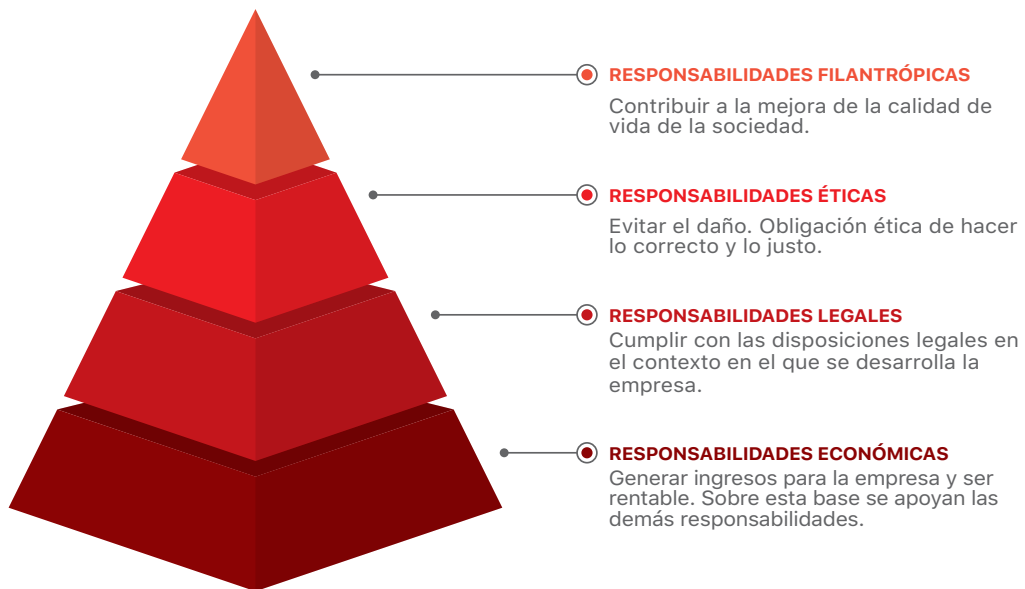 RESPONSABILIDADES FILANTRÓPICAS
Contribuir a la mejora de la calidad de
vida de la sociedad.
RESPONSABILIDADES ÉTICAS
Evitar el daño. Obligación ética de hacer
lo correcto y lo justo.
RESPONSABILIDADES LEGALES
Cumplir con las disposiciones legales en
el contexto en el que se desarrolla la
empresa.
RESPONSABILIDADES ECONÓMICAS
Generar ingresos para la empresa y ser
rentable. Sobre esta base se apoyan las
demás responsabilidades.